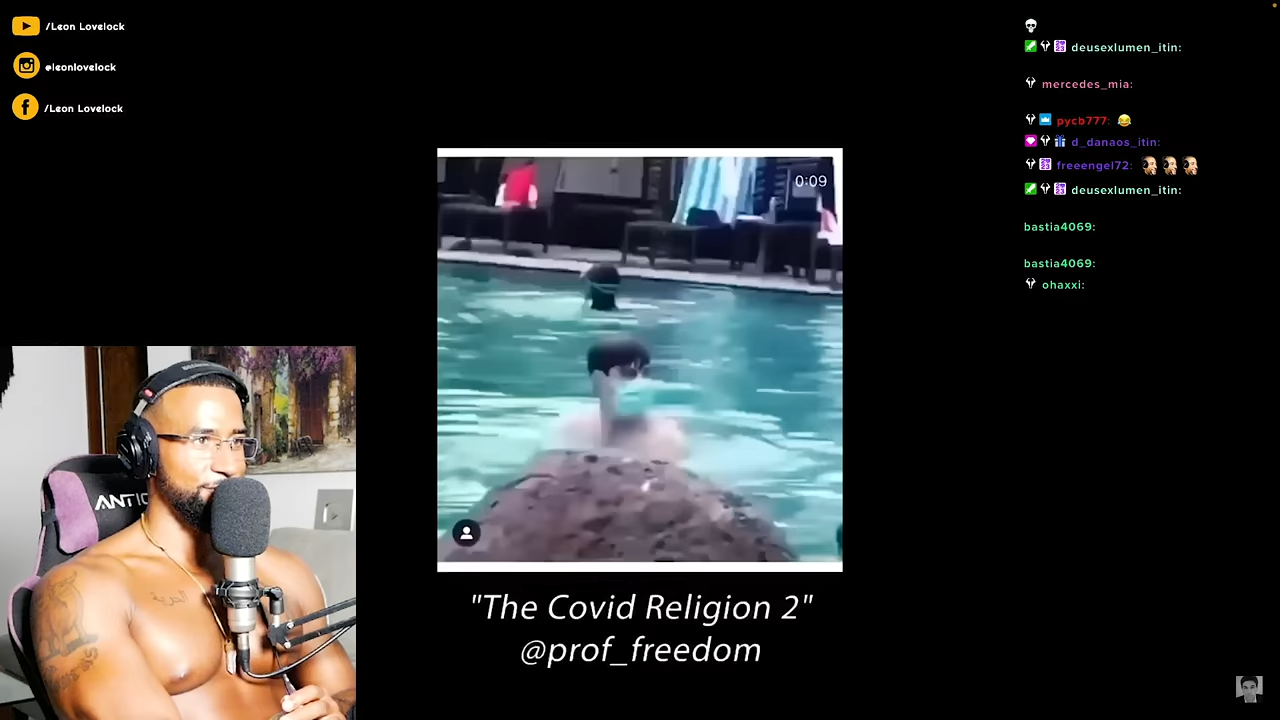 /Leon Lovelock
@leonlovelock
/Leon Lovelock
deusexlumen_itin:
mercedes_mia:
pycb777:
d_danaos_itin:
freeengel72:
deusexlumen_itin:
bastia4069:
bastia4069:
ohaxxi:
0:09
ANTIC
"The Covid Religion 2"
@prof_freedom